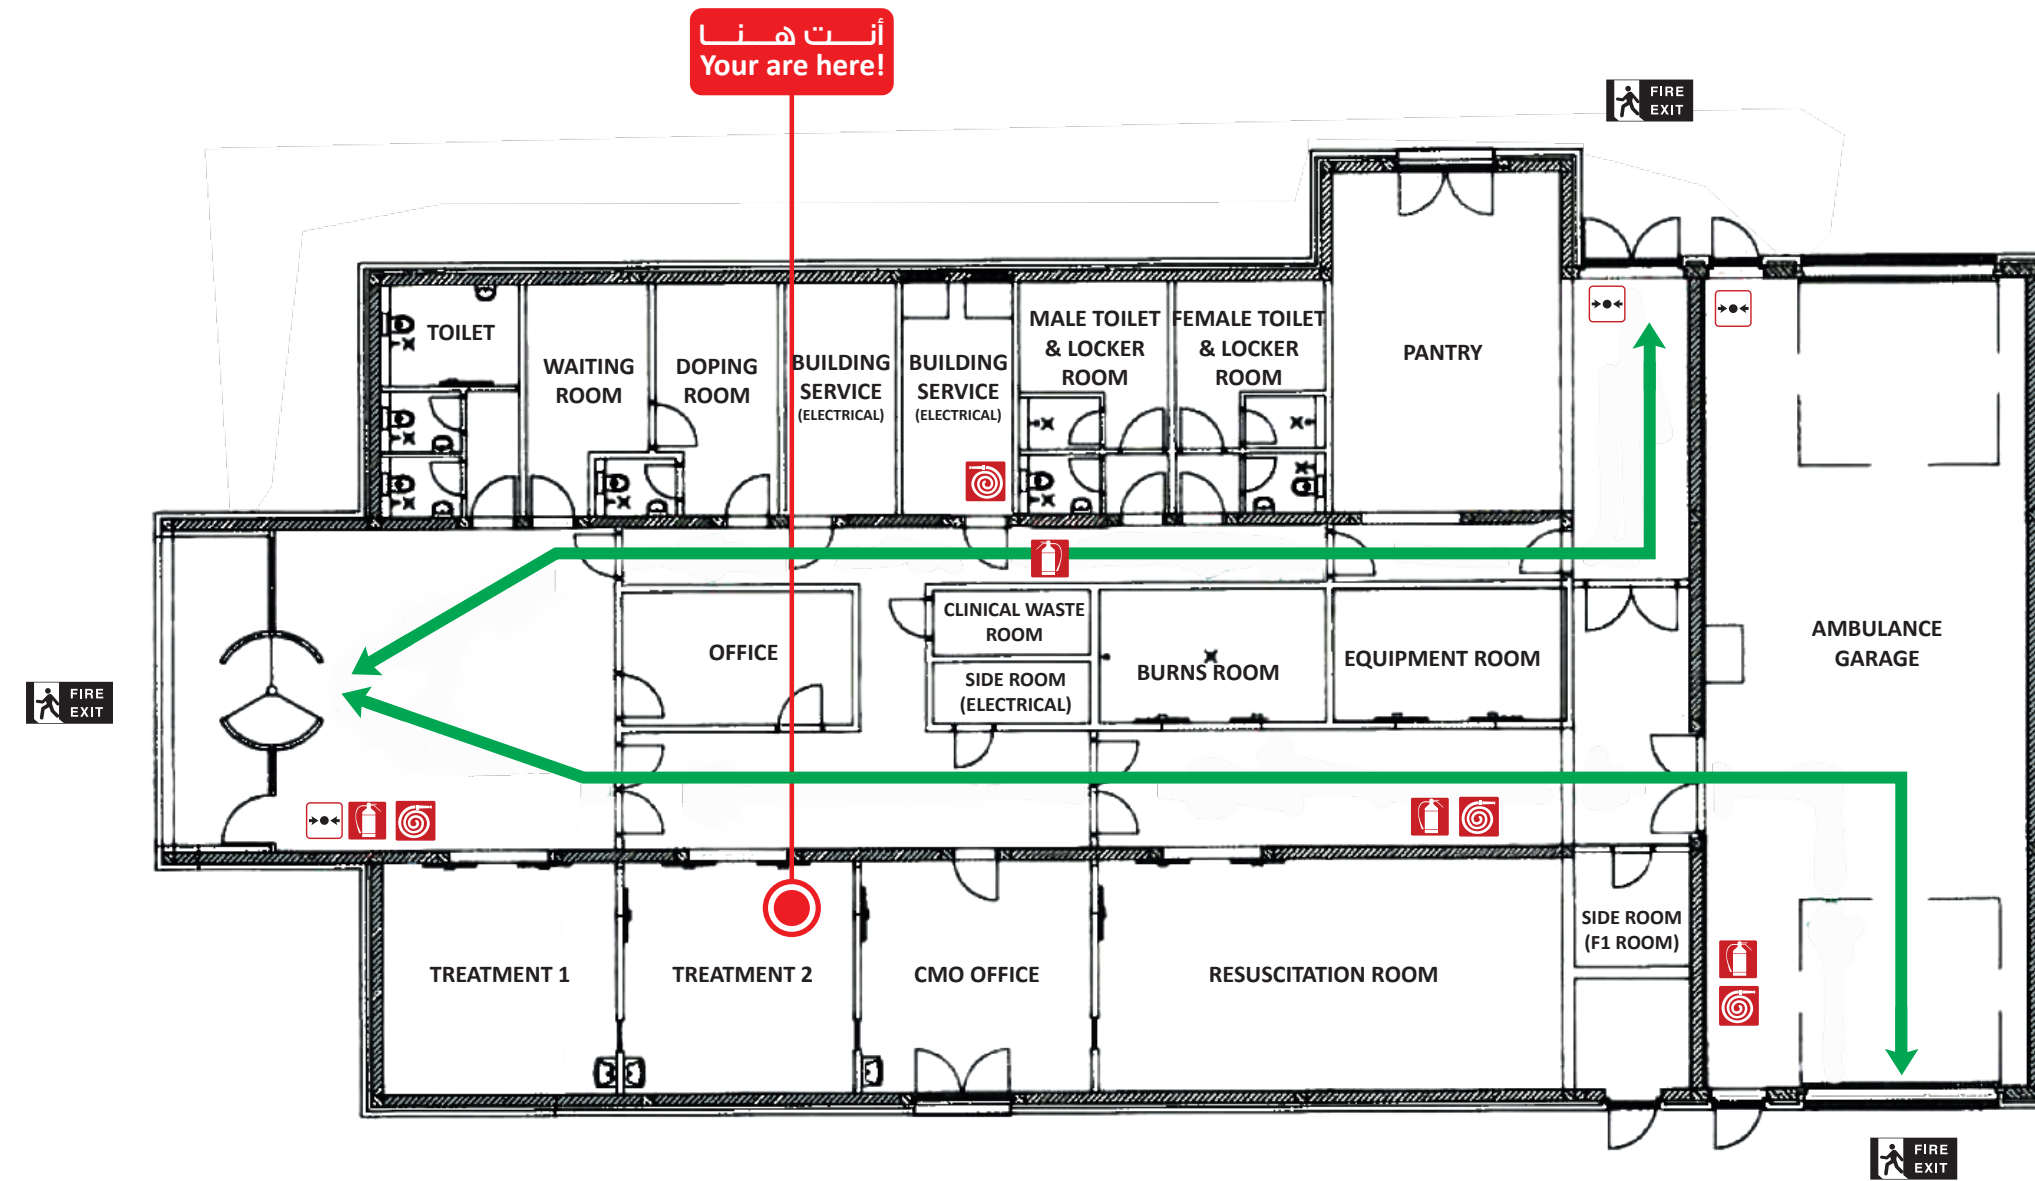 أنــــت هـــنــــا
Your are here!
FIRE
EXIT
TOILET
WAITING
ROOM
DOPING
ROOM
BUILDING
SERVICE
(ELECTRICAL)
BUILDING
SERVICE
(ELECTRICAL)
MALE TOILET
& LOCKER
ROOM
FEMALE TOILET
& LOCKER
ROOM
PANTRY
OFFICE
CLINICAL WASTE
ROOM
SIDE ROOM
(ELECTRICAL)
BURNS ROOM
EQUIPMENT ROOM
AMBULANCE
GARAGE
FIRE
EXIT
TREATMENT 1
TREATMENT 2
CMO OFFICE
RESUSCITATION ROOM
SIDE ROOM
(F1 ROOM)
FIRE
EXIT